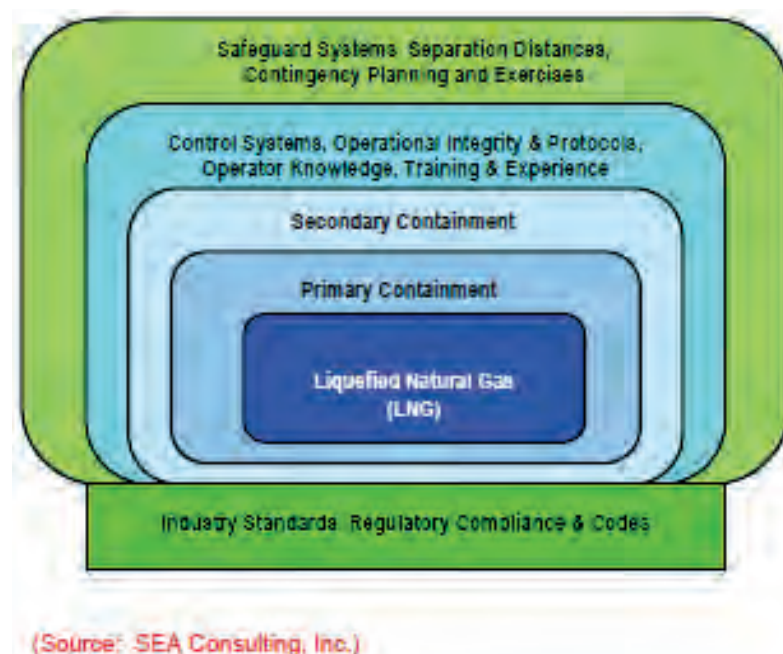 Safeguard Systems, Separation Distances,
Contingency Planning and Exercises
Control Systems, Operational Integrity & Protocols,
Operator Knowledge, Training & Experience
Secondary Containment
Primary Containment
Liquefied Natural Gas
(LNG)
Industry Standards, Regulatory Compliance & Codes
(Source: SEA Consulting, Inc.)